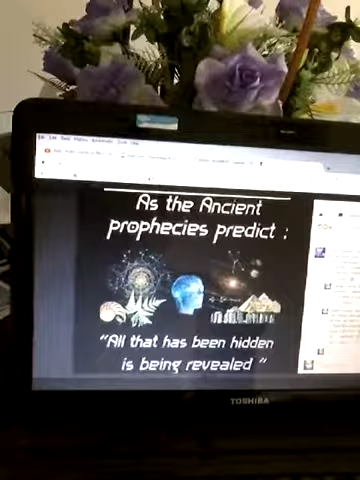 As the Ancient
prophecies predict :
“All that has been hidden
is being revealed ”
TOSHIBA